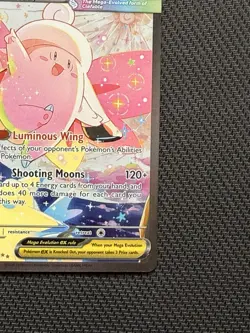 The Mega-Evolved form of
Clefable
Luminous Wing
ffects of your opponent's Pokémon's Abilities
Pokémon.
Shooting Moons 120+
ard up to 4 Energy cards from your hand, and
does 40 more damage for each card you
this way.
resistance retreat
Mega Evolution ex rule When your Mega Evolution
Pokémon ex is Knocked Out, your opponent takes 3 Prize cards.